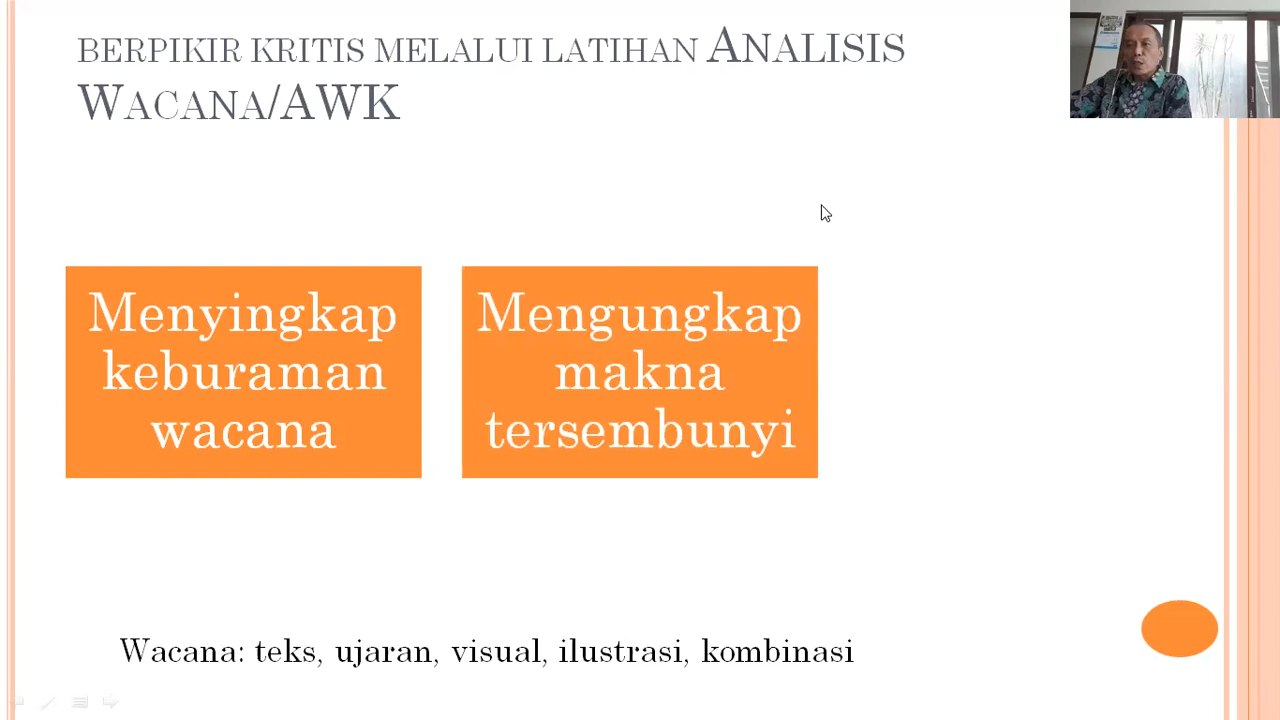 BERPIKIR KRITIS MELALUI LATIHAN ANALISIS
WACANA/AWK
Menyingkap
keburaman
wacana
Mengungkap
makna
tersembunyi
Wacana: teks, ujaran, visual, ilustrasi, kombinasi